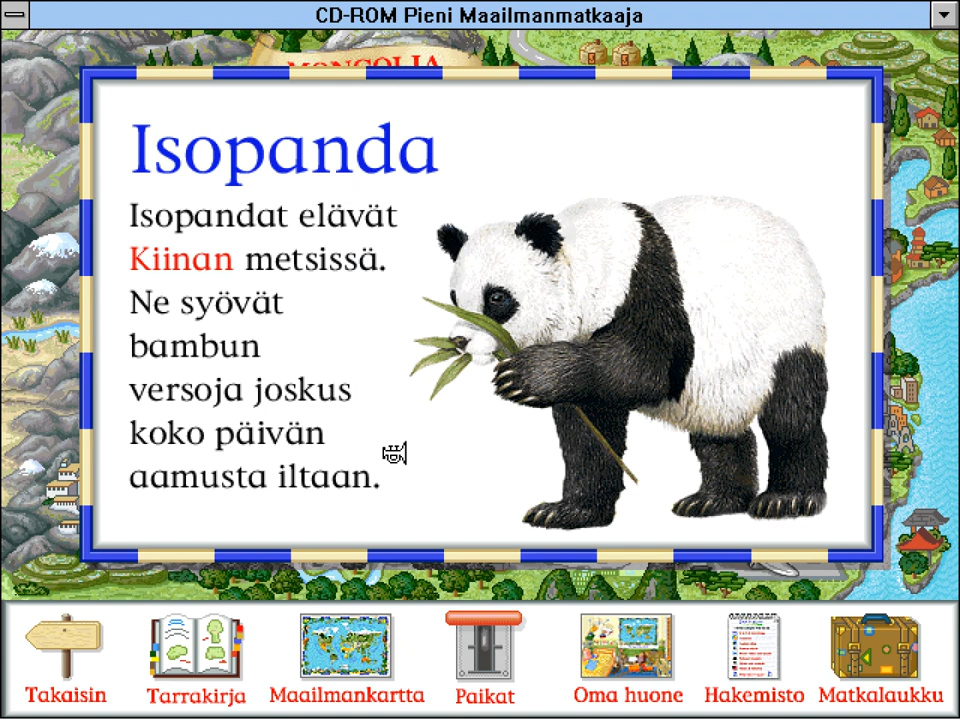 CD-ROM Pieni Maailmanmatkaaja
MONGOLIA
Isopanda
Isopandat elävät
Kiinan metsissä.
Ne syövät
bambun
versoja joskus
koko päivän
aamusta iltaan.
Takaisin
Tarrakirja
Maailmankartta
Paikat
Oma huone
Hakemisto
Matkalaukku